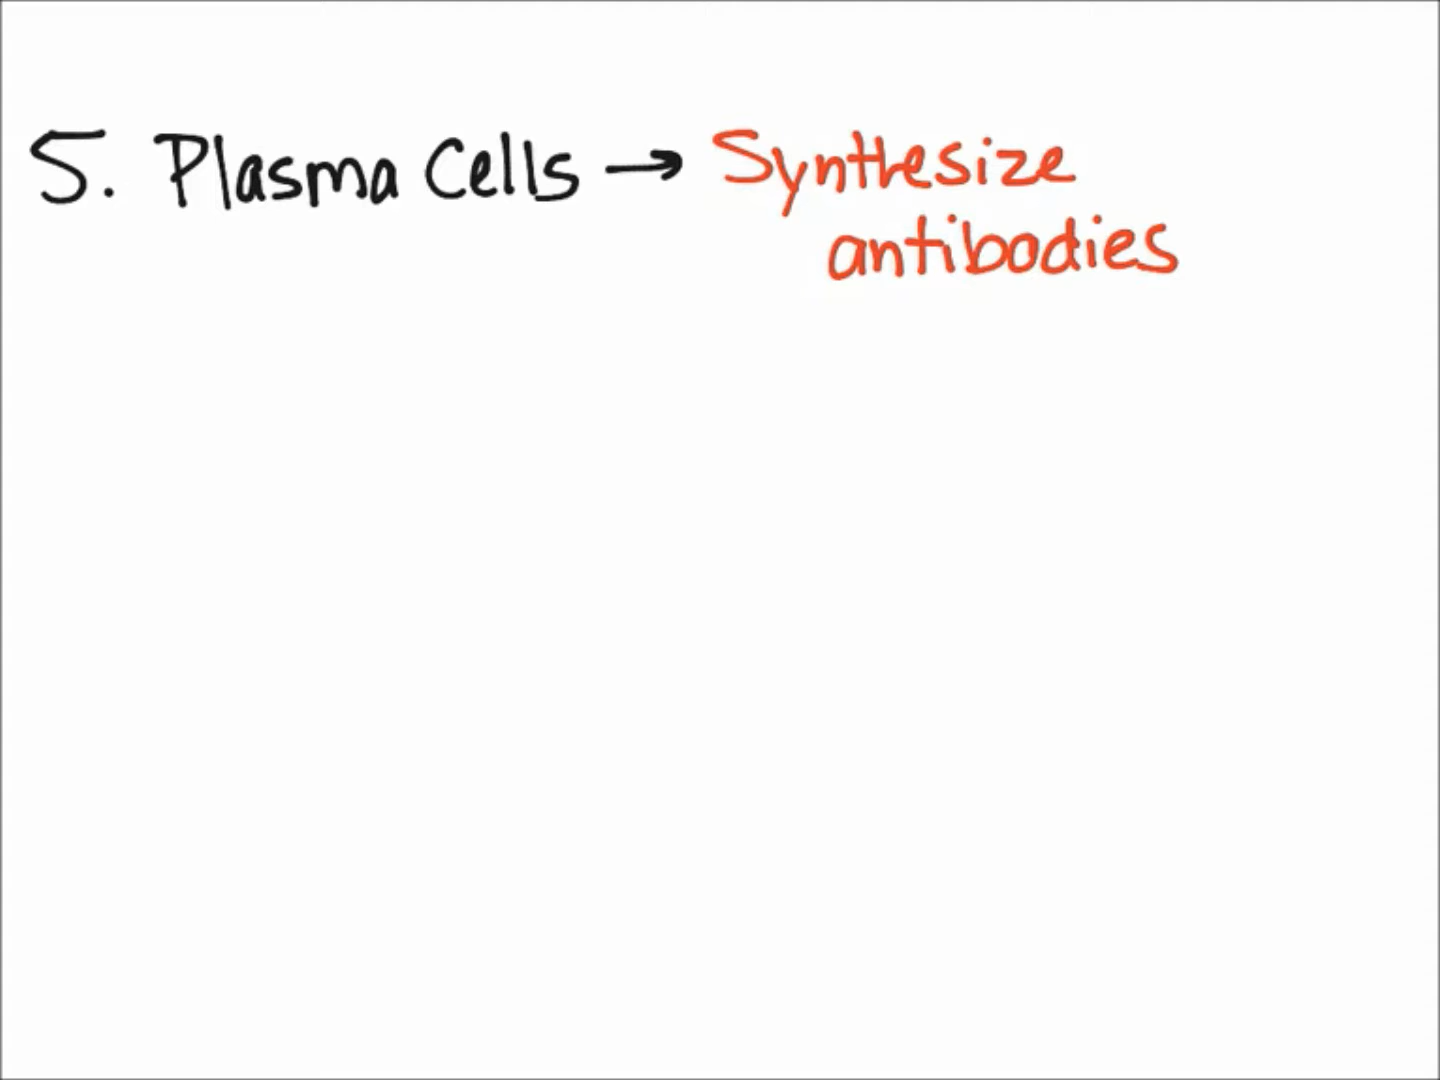 5. Plasma Cells → Synthesize
antibodies